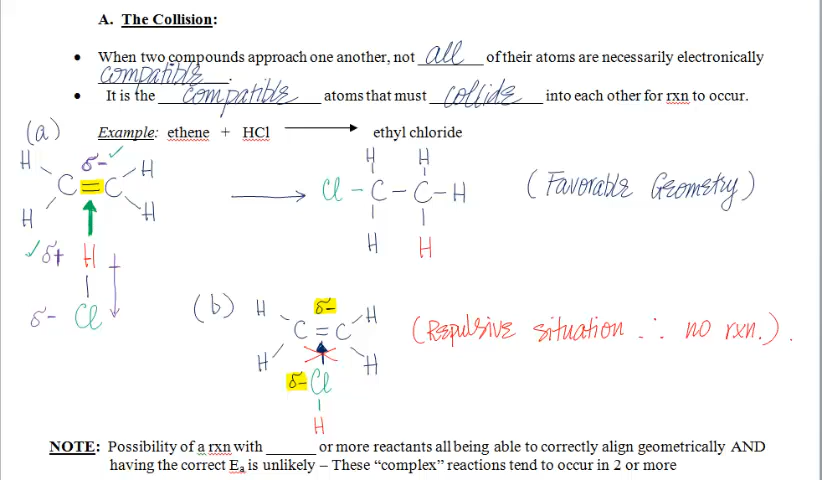 A. The Collision:
• When two compounds approach one another, not all of their atoms are necessarily electronically
compatible.
• It is the compatible atoms that must collide into each other for rxn to occur.
(a) Example: ethene + HCl → ethyl chloride
H δ- ✓ H H H
C = C → Cl - C - C - H (Favorable Geometry)
H H H H
✓ δ+ H
δ- Cl
(b) H δ- H
C = C (Repulsive situation ∴ no rxn.).
H H
δ- Cl
H
NOTE: Possibility of a rxn with ______ or more reactants all being able to correctly align geometrically AND
having the correct Ea is unlikely – These “complex” reactions tend to occur in 2 or more